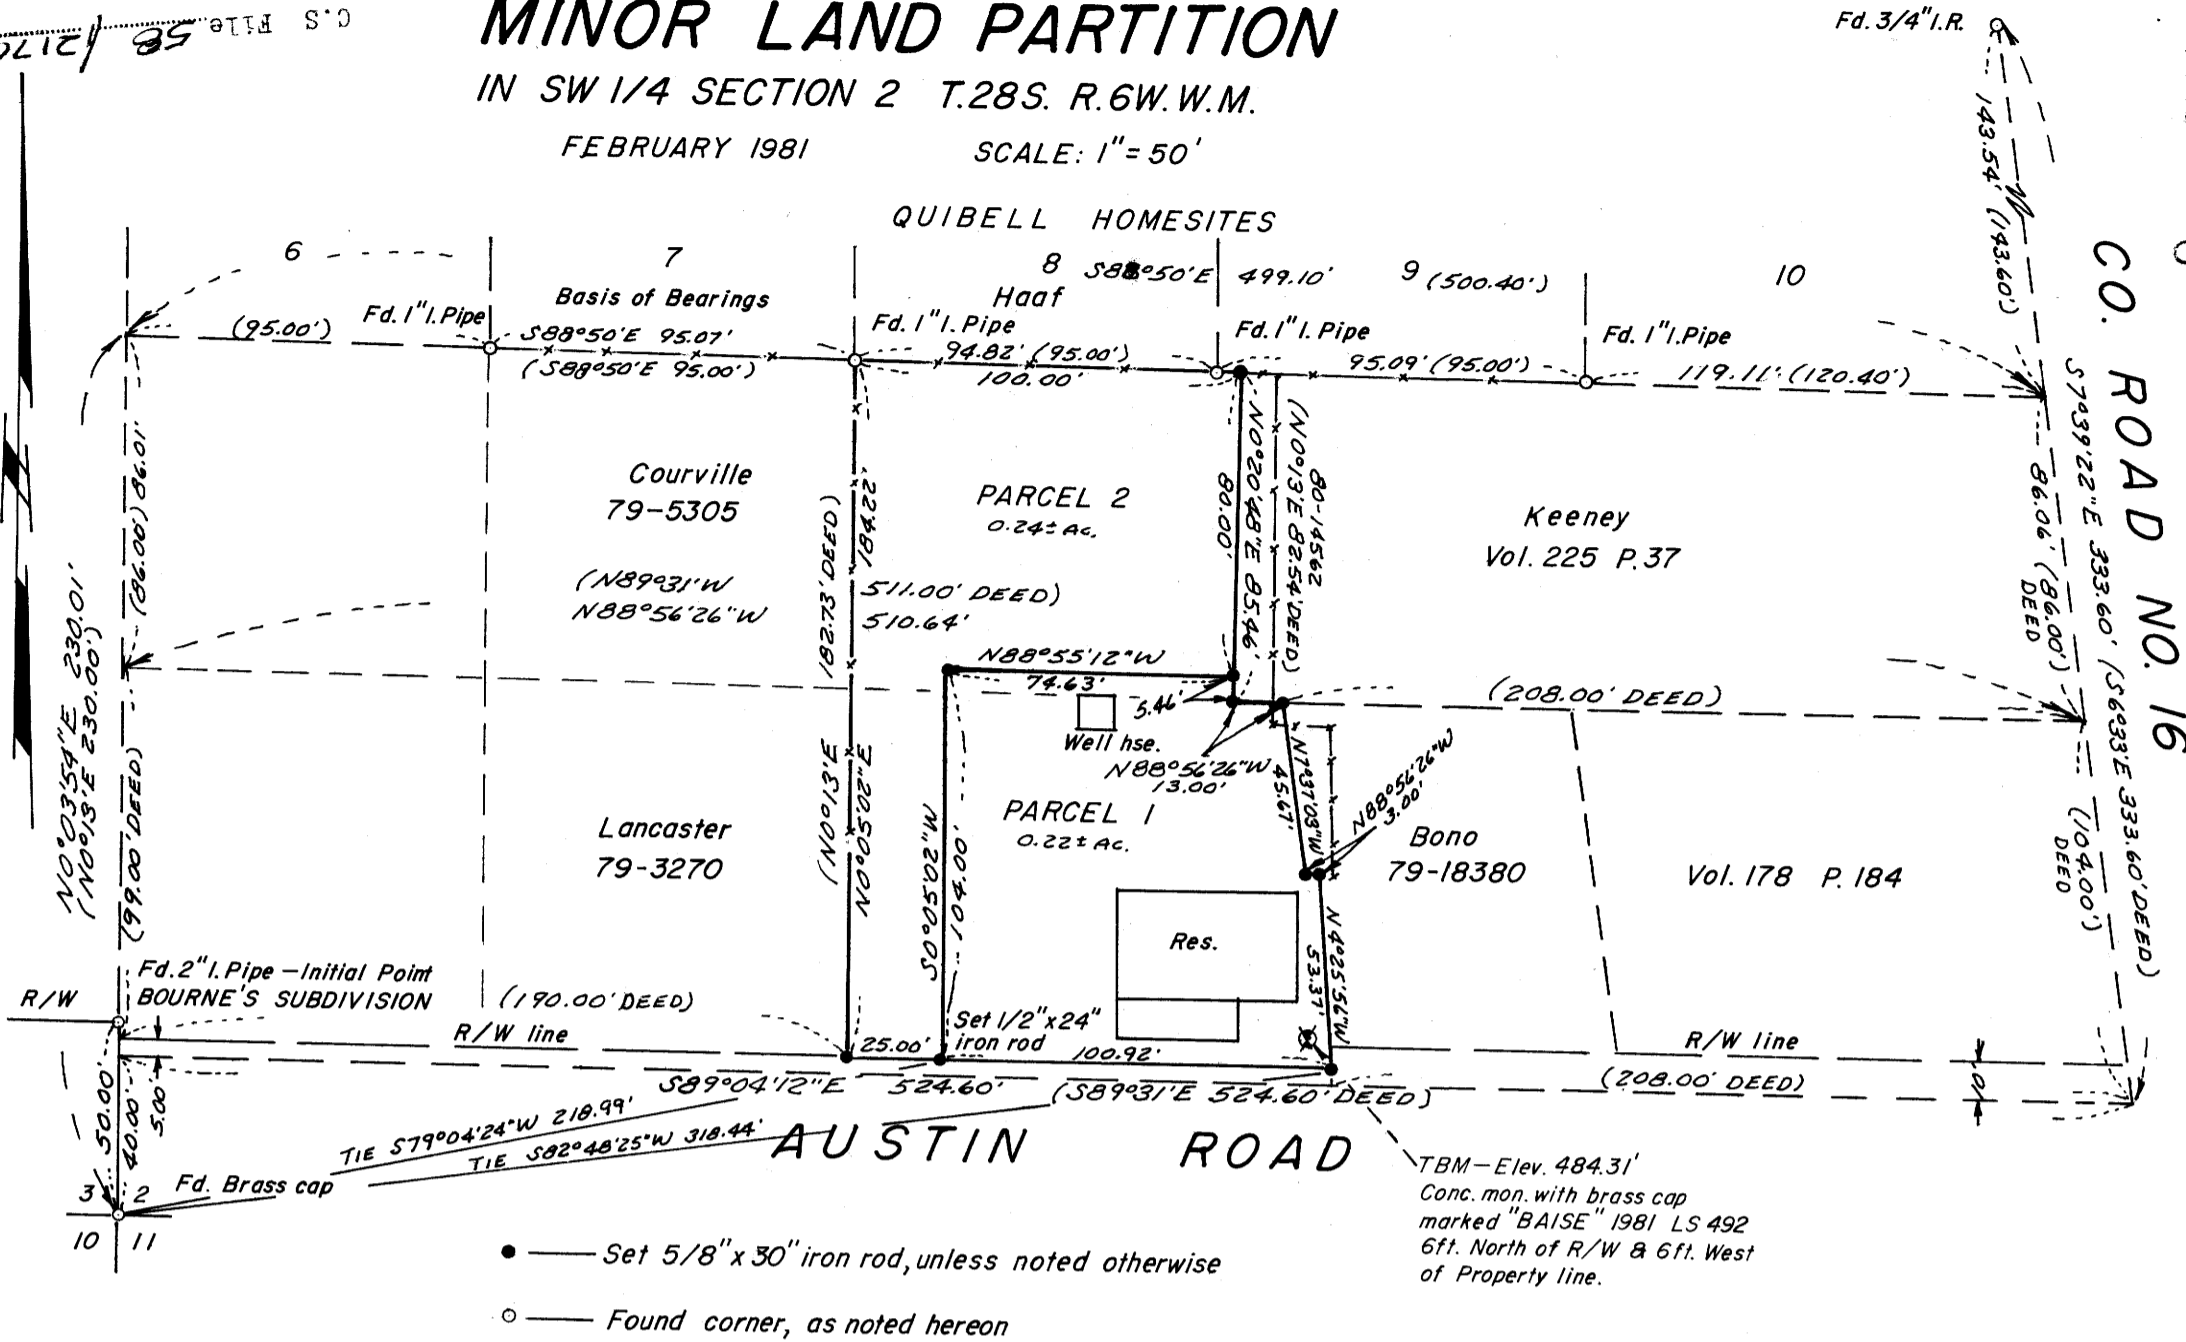 C.S File 58 / 2170
MINOR LAND PARTITION
IN SW 1/4 SECTION 2 T.28S. R.6W. W.M.
FEBRUARY 1981 SCALE: 1"=50'
Fd. 3/4" I.R.
143.54' (143.60')
QUIBELL HOMESITES
6
7
8
S88°50'E 499.10'
9 (500.40')
10
Basis of Bearings
Haaf
(95.00')
Fd. 1" I. Pipe
S88°50'E 95.07'
(S88°50'E 95.00')
Fd. 1" I. Pipe
94.82' (95.00')
100.00'
Fd. 1" I. Pipe
95.09' (95.00')
Fd. 1" I. Pipe
119.11' (120.40')
CO. ROAD NO. 16
S7°39'22"E 333.60' (S6°33'E 333.60' DEED)
86.06' (86.00')
DEED
(104.00')
DEED
N0°03'54"E 230.01'
(N0°13'E 230.00')
(86.00') 86.01'
(99.00' DEED)
Courville
79-5305
(N89°31'W 511.00' DEED)
N88°56'26"W 510.64'
184.22'
182.73' DEED)
(N0°13'E
N0°05'02"E
PARCEL 2
0.24± Ac.
80.00'
N0°20'48"E 85.46'
(N0°13'E 82.54' DEED)
80-14562
Keeney
Vol. 225 P. 37
N88°55'12"W
74.63'
5.46'
Well hse.
N88°56'26"W
13.00'
(208.00' DEED)
Lancaster
79-3270
S0°05'02"W
104.00'
PARCEL 1
0.22± Ac.
45.67'
N7°37'03"W
N88°56'26"W
3.00'
Bono
79-18380
Vol. 178 P. 184
Res.
N4°25'56"W
53.37'
R/W
Fd. 2" I. Pipe – Initial Point
BOURNE'S SUBDIVISION
(190.00' DEED)
R/W line
25.00'
Set 1/2"x24"
iron rod
100.92'
R/W line
S89°04'12"E 524.60' (S89°31'E 524.60' DEED)
(208.00' DEED)
10'
50.00'
40.00'
5.00'
TIE S79°04'24"W 218.99'
TIE S82°48'25"W 318.44'
AUSTIN ROAD
3 2
Fd. Brass cap
10 11
TBM – Elev. 484.31'
Conc. mon. with brass cap
marked "BAISE" 1981 LS 492
6ft. North of R/W & 6ft. West
of Property line.
Set 5/8" x 30" iron rod, unless noted otherwise
Found corner, as noted hereon